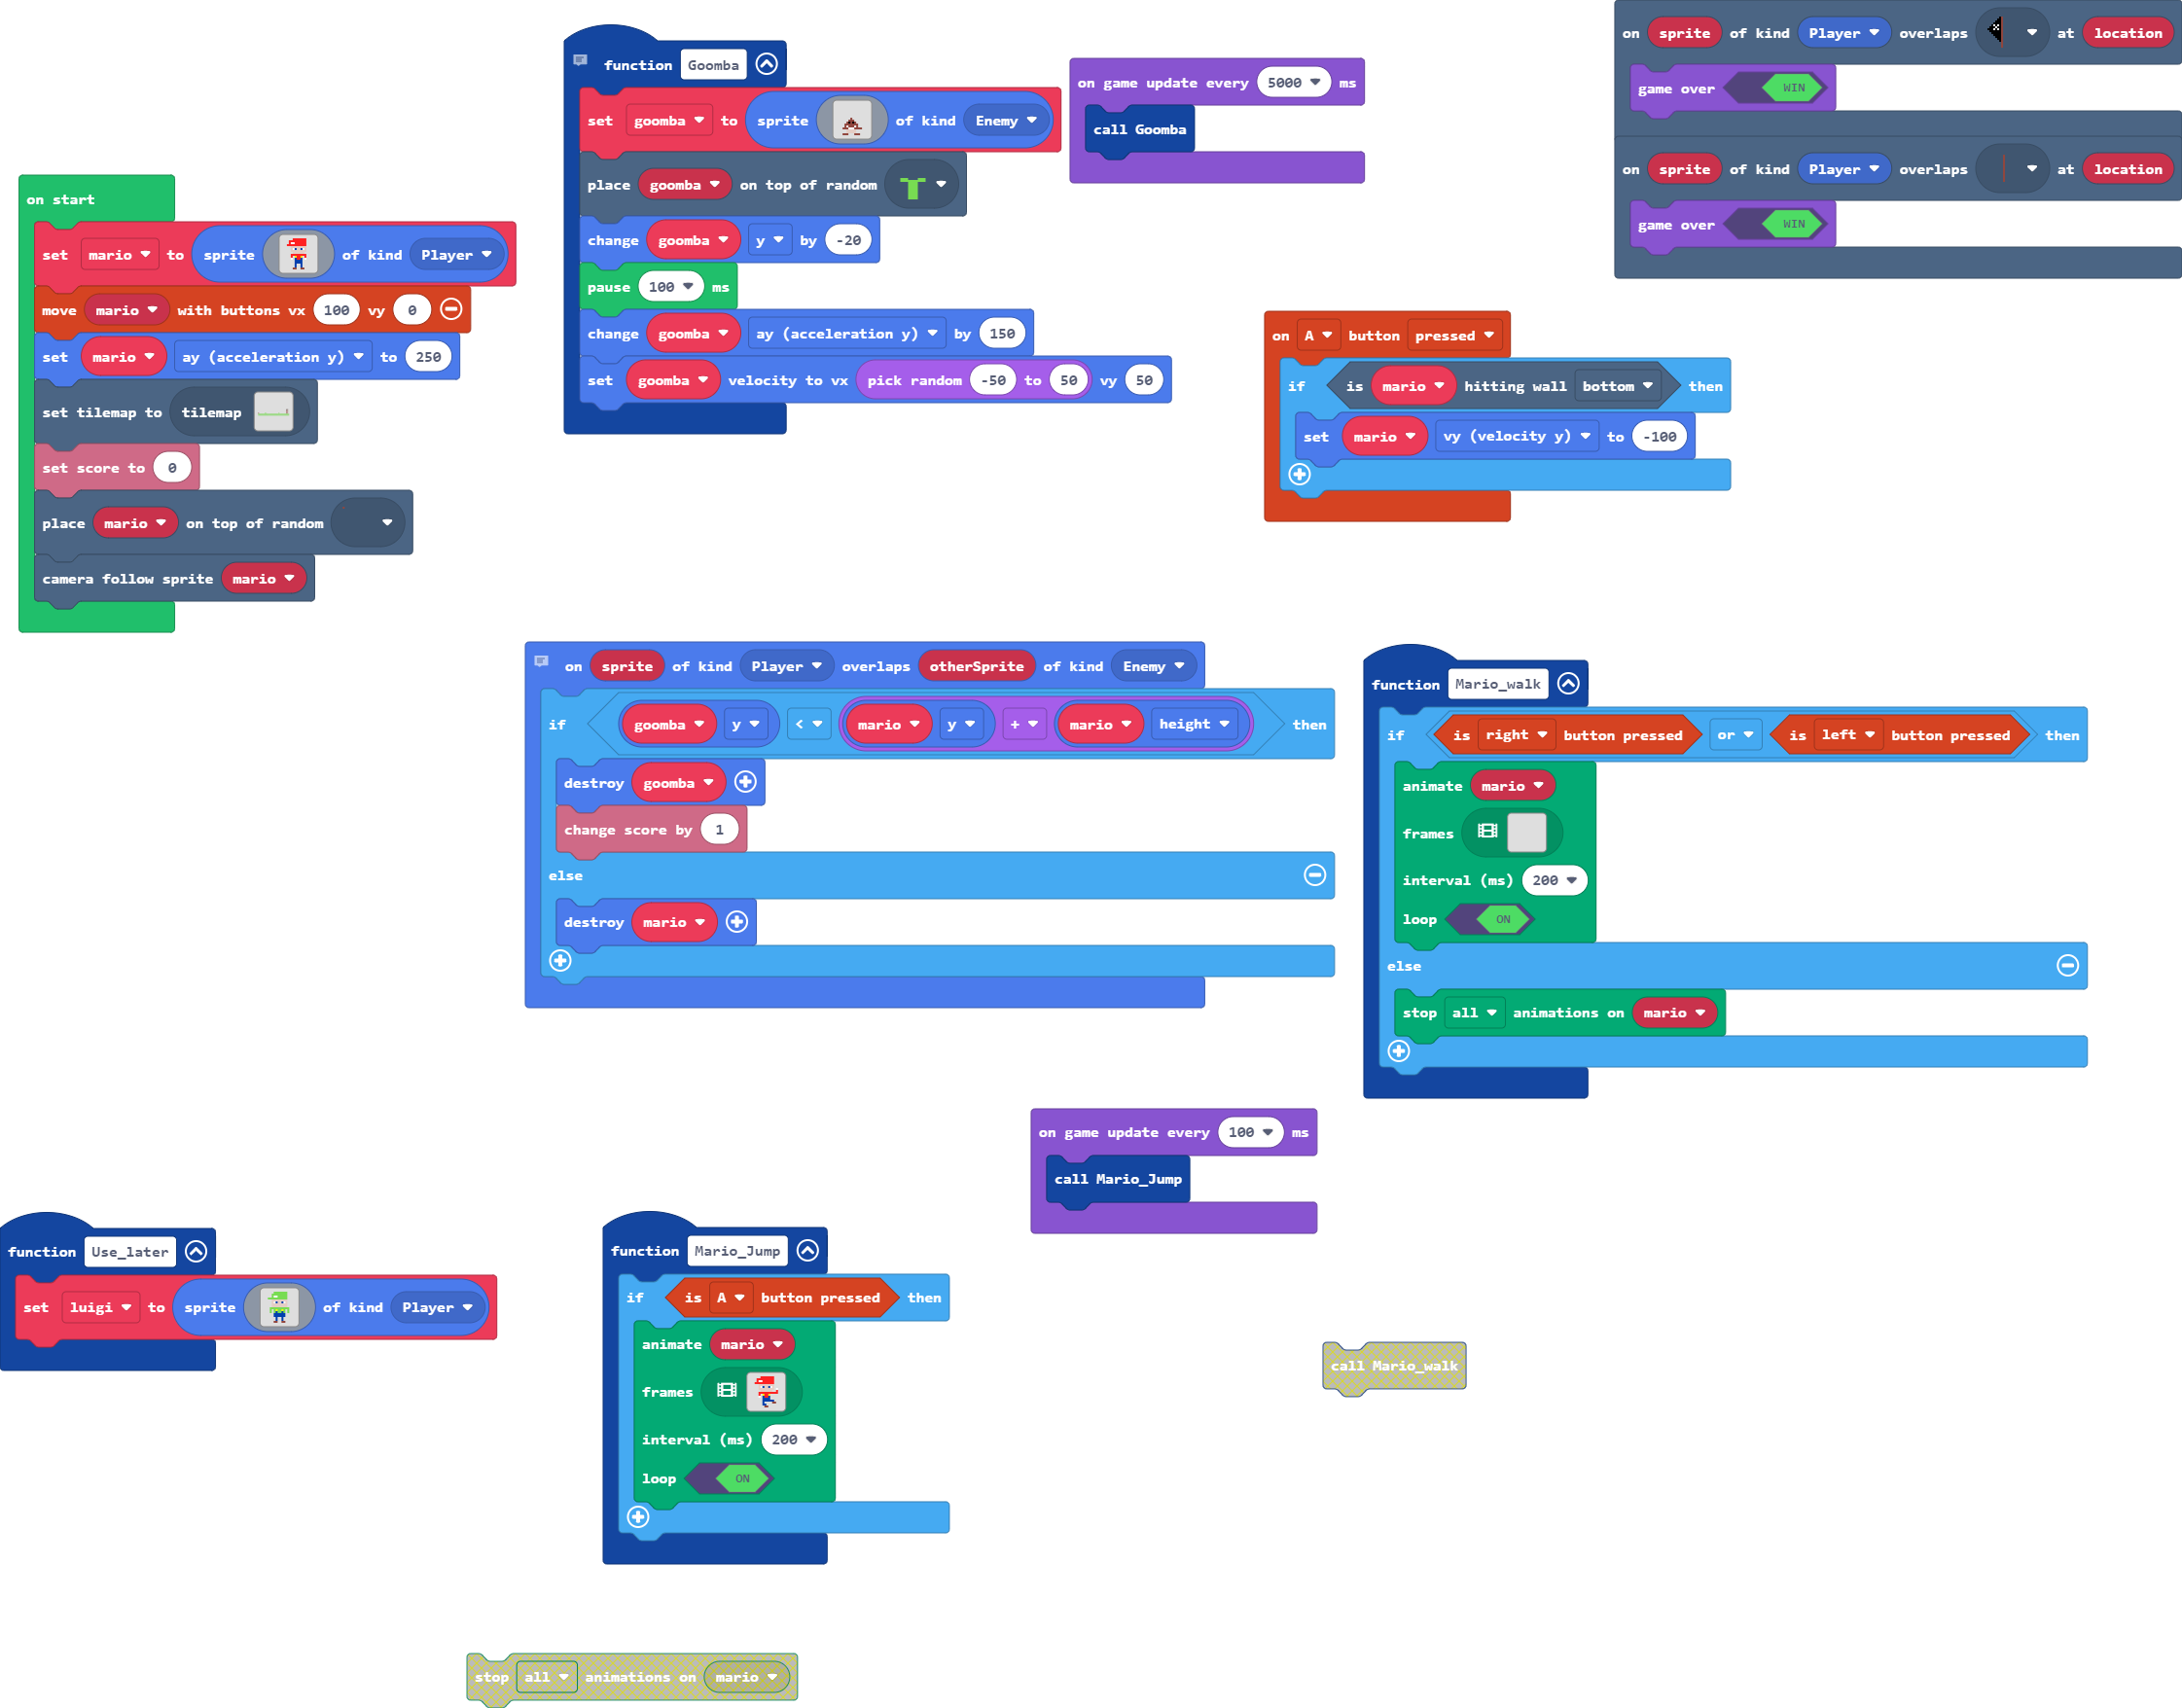 on start
set mario to sprite of kind Player
move mario with buttons vx 100 vy 0
set mario ay (acceleration y) to 250
set tilemap to tilemap
set score to 0
place mario on top of random
camera follow sprite mario
function Goomba
set goomba to sprite of kind Enemy
place goomba on top of random
change goomba y by -20
pause 100 ms
change goomba ay (acceleration y) by 150
set goomba velocity to vx pick random -50 to 50 vy 50
on game update every 5000 ms
call Goomba
on sprite of kind Player overlaps at location
game over WIN
on sprite of kind Player overlaps at location
game over WIN
on A button pressed
if is mario hitting wall bottom then
set mario vy (velocity y) to -100
on sprite of kind Player overlaps otherSprite of kind Enemy
if goomba y < mario y + mario height then
destroy goomba
change score by 1
else
destroy mario
function Mario_walk
if is right button pressed or is left button pressed then
animate mario
frames
interval (ms) 200
loop ON
else
stop all animations on mario
on game update every 100 ms
call Mario_Jump
function Use_later
set luigi to sprite of kind Player
function Mario_Jump
if is A button pressed then
animate mario
frames
interval (ms) 200
loop ON
call Mario_walk
stop all animations on mario